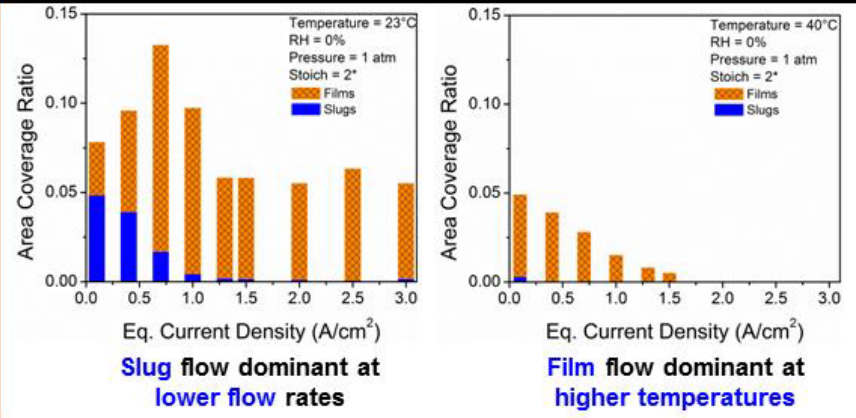 0.15
0.10
0.05
0.00
Area Coverage Ratio
Temperature = 23°C
RH = 0%
Pressure = 1 atm
Stoich = 2*
Films
Slugs
0.0 0.5 1.0 1.5 2.0 2.5 3.0
Eq. Current Density (A/cm²)
Slug flow dominant at
lower flow rates
0.15
0.10
0.05
0.00
Area Coverage Ratio
Temperature = 40°C
RH = 0%
Pressure = 1 atm
Stoich = 2*
Films
Slugs
0.0 0.5 1.0 1.5 2.0 2.5 3.0
Eq. Current Density (A/cm²)
Film flow dominant at
higher temperatures